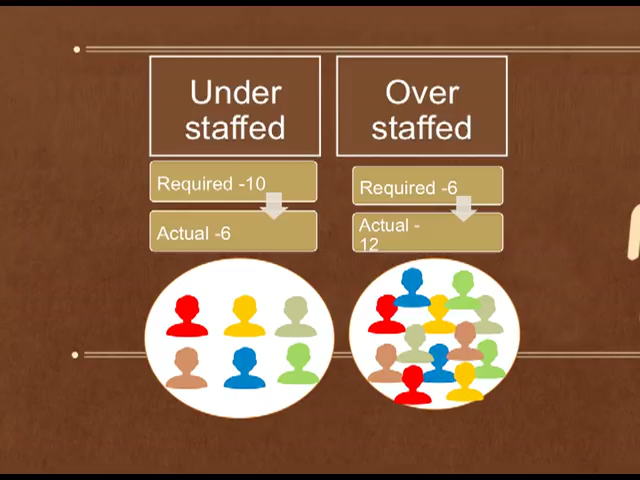 Under
staffed
Required -10
Actual -6
Over
staffed
Required -6
Actual -
12